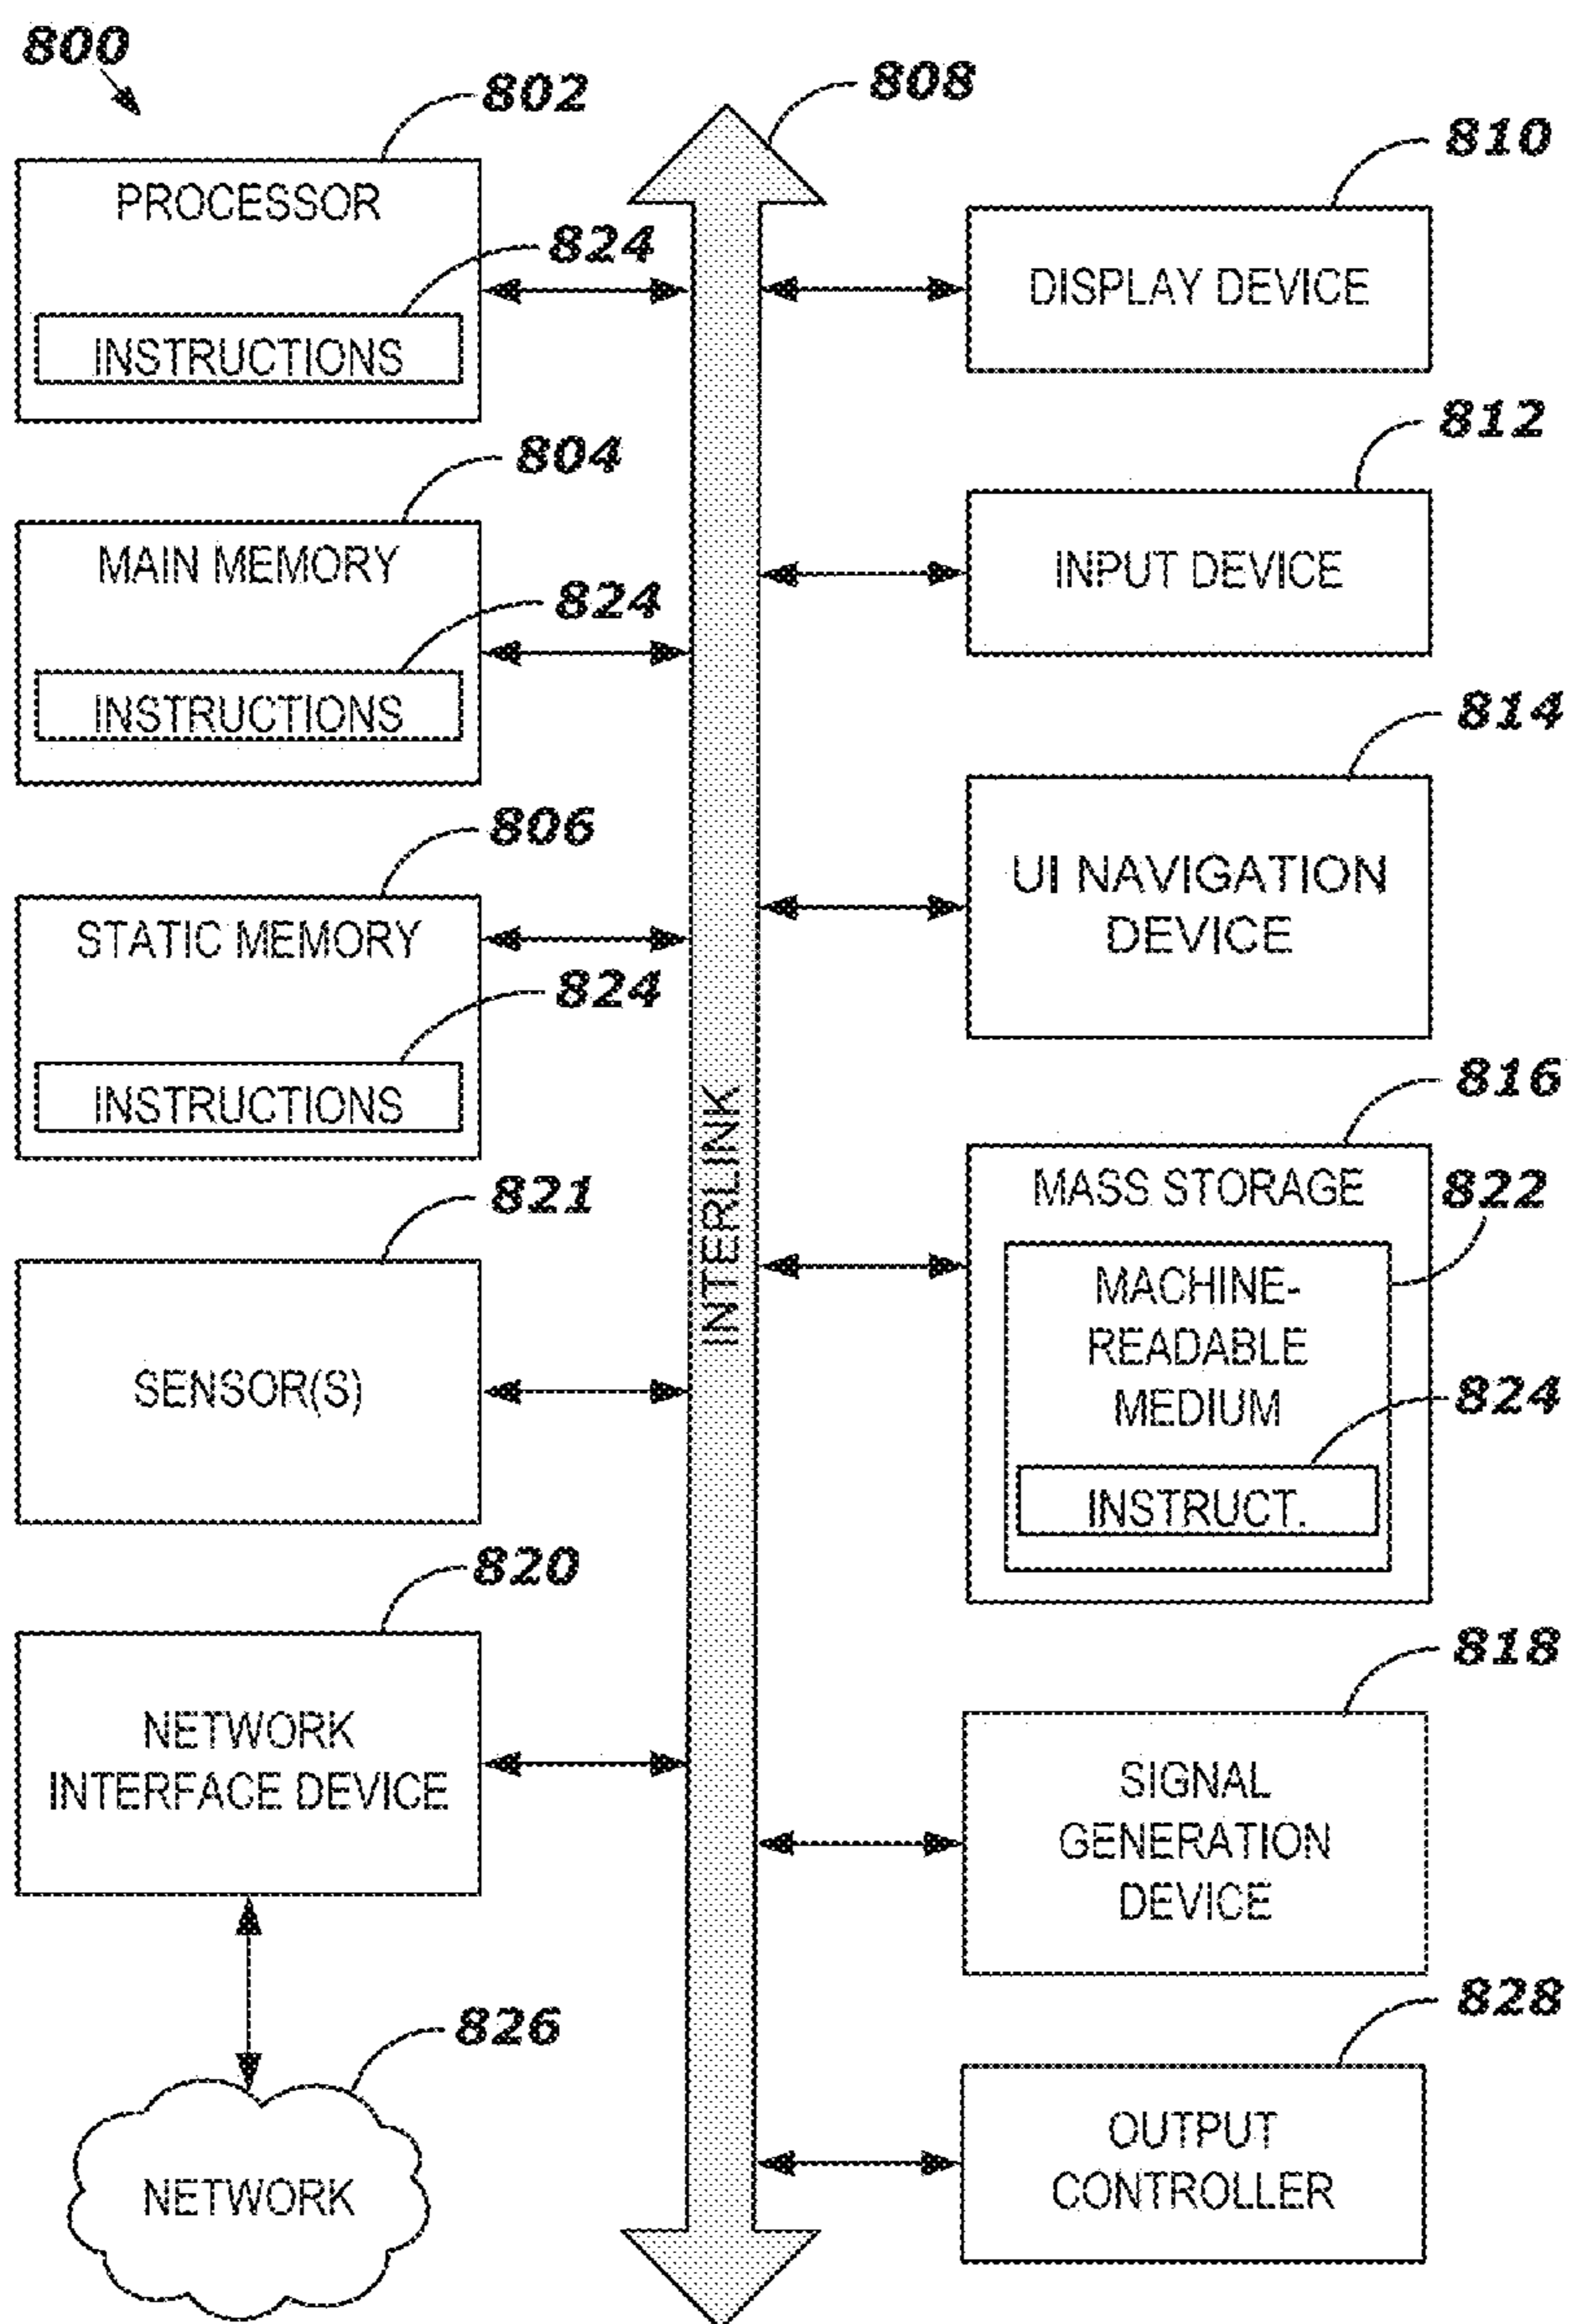 800
802
PROCESSOR
824
INSTRUCTIONS
804
MAIN MEMORY
824
INSTRUCTIONS
806
STATIC MEMORY
824
INSTRUCTIONS
821
SENSOR(S)
820
NETWORK
INTERFACE DEVICE
826
NETWORK
808
INTERLINK
810
DISPLAY DEVICE
812
INPUT DEVICE
814
UI NAVIGATION
DEVICE
816
MASS STORAGE
822
MACHINE-
READABLE
MEDIUM
824
INSTRUCT.
818
SIGNAL
GENERATION
DEVICE
828
OUTPUT
CONTROLLER